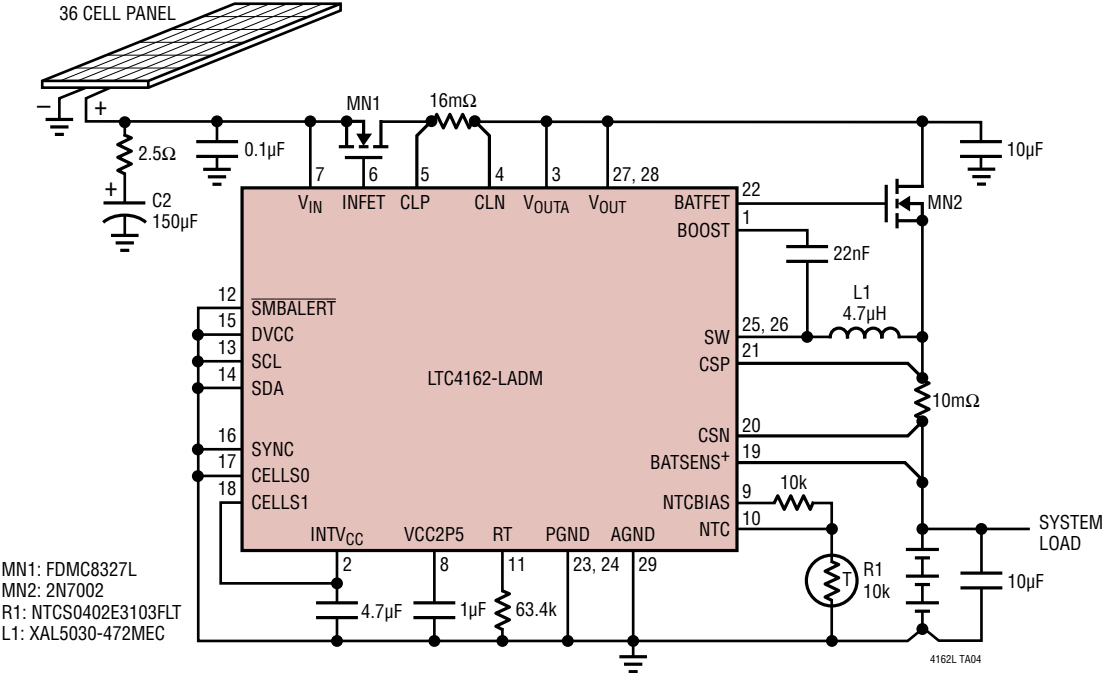 36 CELL PANEL
− +
MN1
16mΩ
2.5Ω
0.1µF
10µF
+
C2
150µF
7
6
5
4
3
27, 28
VIN
INFET
CLP
CLN
VOUTA
VOUT
BATFET
22
MN2
BOOST
1
22nF
L1
4.7µH
12
SMBALERT
15
DVCC
13
SCL
14
SDA
16
SYNC
17
CELLS0
18
CELLS1
LTC4162-LADM
SW
25, 26
CSP
21
10mΩ
CSN
20
BATSENS+
19
NTCBIAS
9
10k
NTC
10
SYSTEM
LOAD
INTVCC
VCC2P5
RT
PGND
AGND
2
8
11
23, 24
29
4.7µF
1µF
63.4k
T
R1
10k
10µF
MN1: FDMC8327L
MN2: 2N7002
R1: NTCS0402E3103FLT
L1: XAL5030-472MEC
4162L TA04